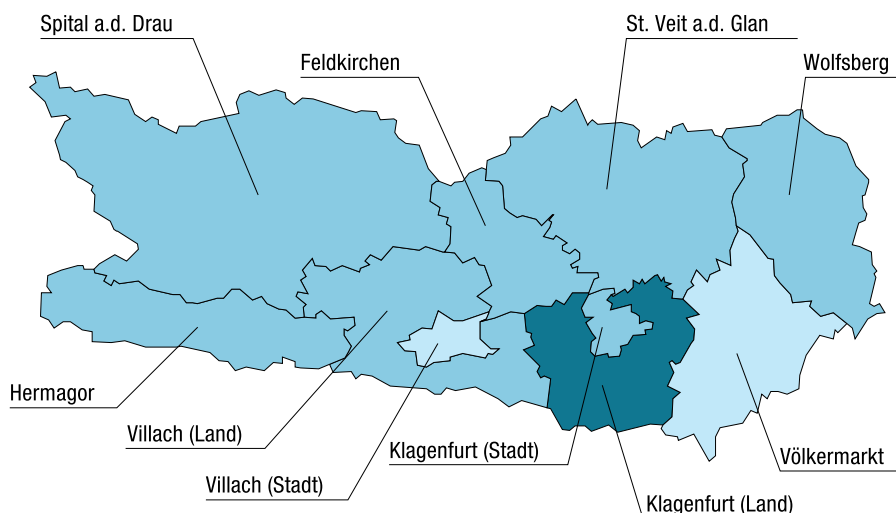 Spital a.d. Drau
St. Veit a.d. Glan
Feldkirchen
Wolfsberg
Hermagor
Villach (Land)
Klagenfurt (Stadt)
Völkermarkt
Villach (Stadt)
Klagenfurt (Land)